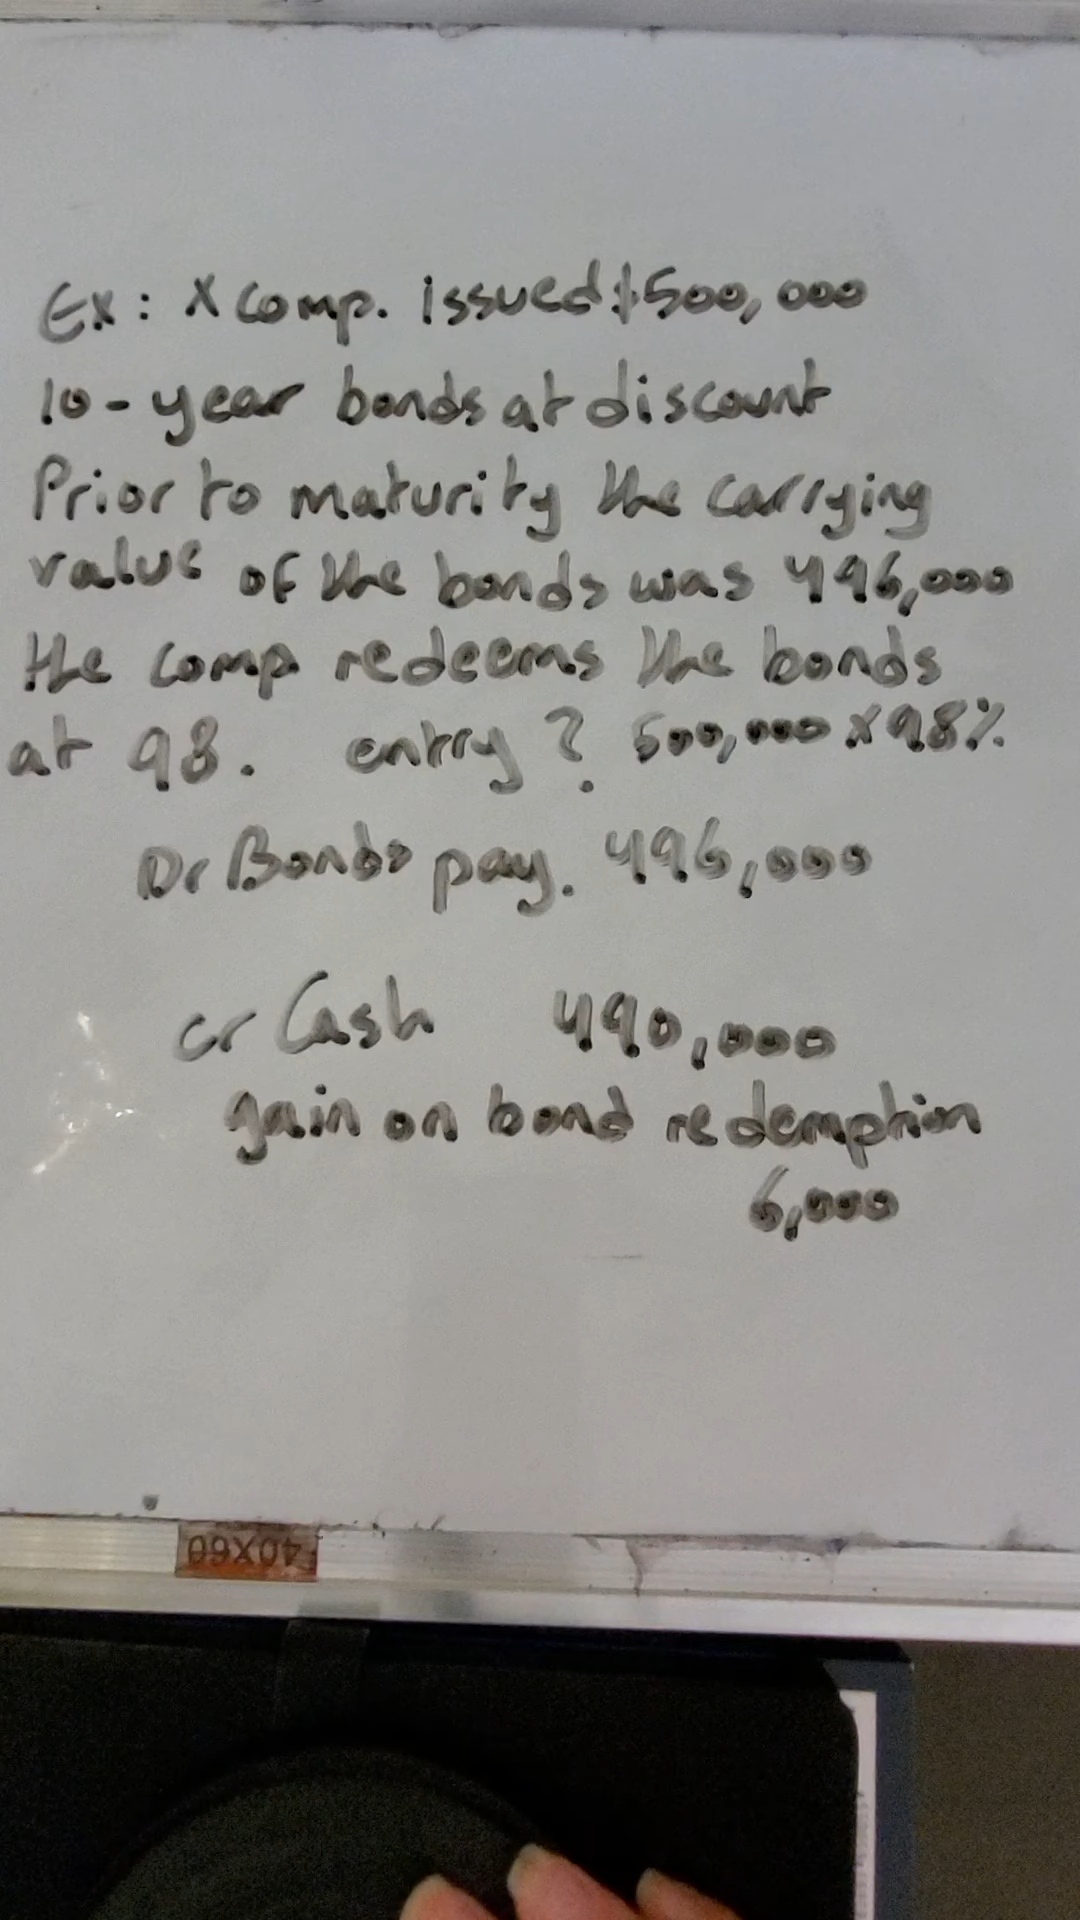 Ex: X comp. issued $500,000
10-year bonds at discount
Prior to maturity the carrying
value of the bonds was 496,000
the comp redeems the bonds
at 98. entry? 500,000 x 98%
Dr Bonds pay. 496,000
cr Cash 490,000
gain on bond redemption
6,000
40X60